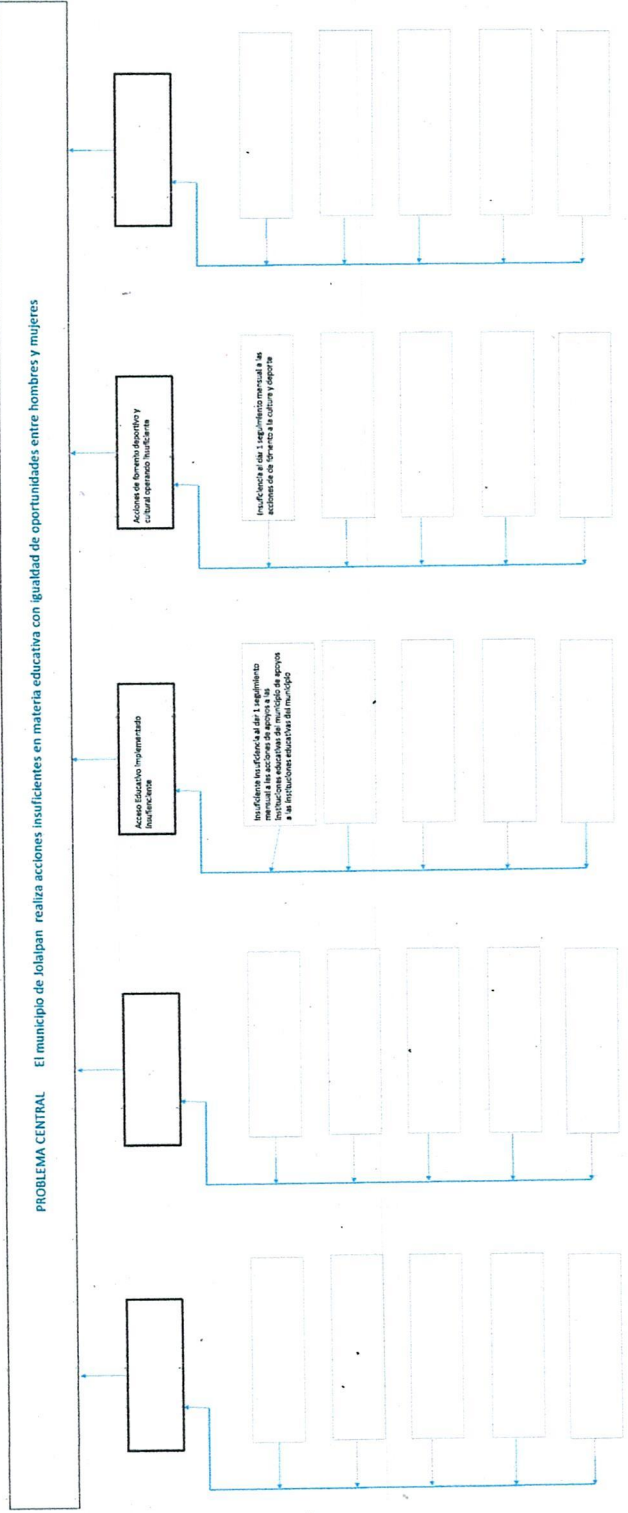 PROBLEMA CENTRAL El municipio de Jolalpan realiza acciones insuficientes en materia educativa con igualdad de oportunidades entre hombres y mujeres
Acceso Educativo Implementado
Insufienciente
Insuficiente Insuficiencia al dar 1 seguimiento
mensual a las acciones de apoyos a las
Instituciones educativas del municipio de apoyos
a las instituciones educativas del municipio
Acciones de fomento deportivo y
cultural operando Insuficiente
Insuficiencia al dar 1 seguimiento mensual a las
acciones de de fomento a la culture y deporte